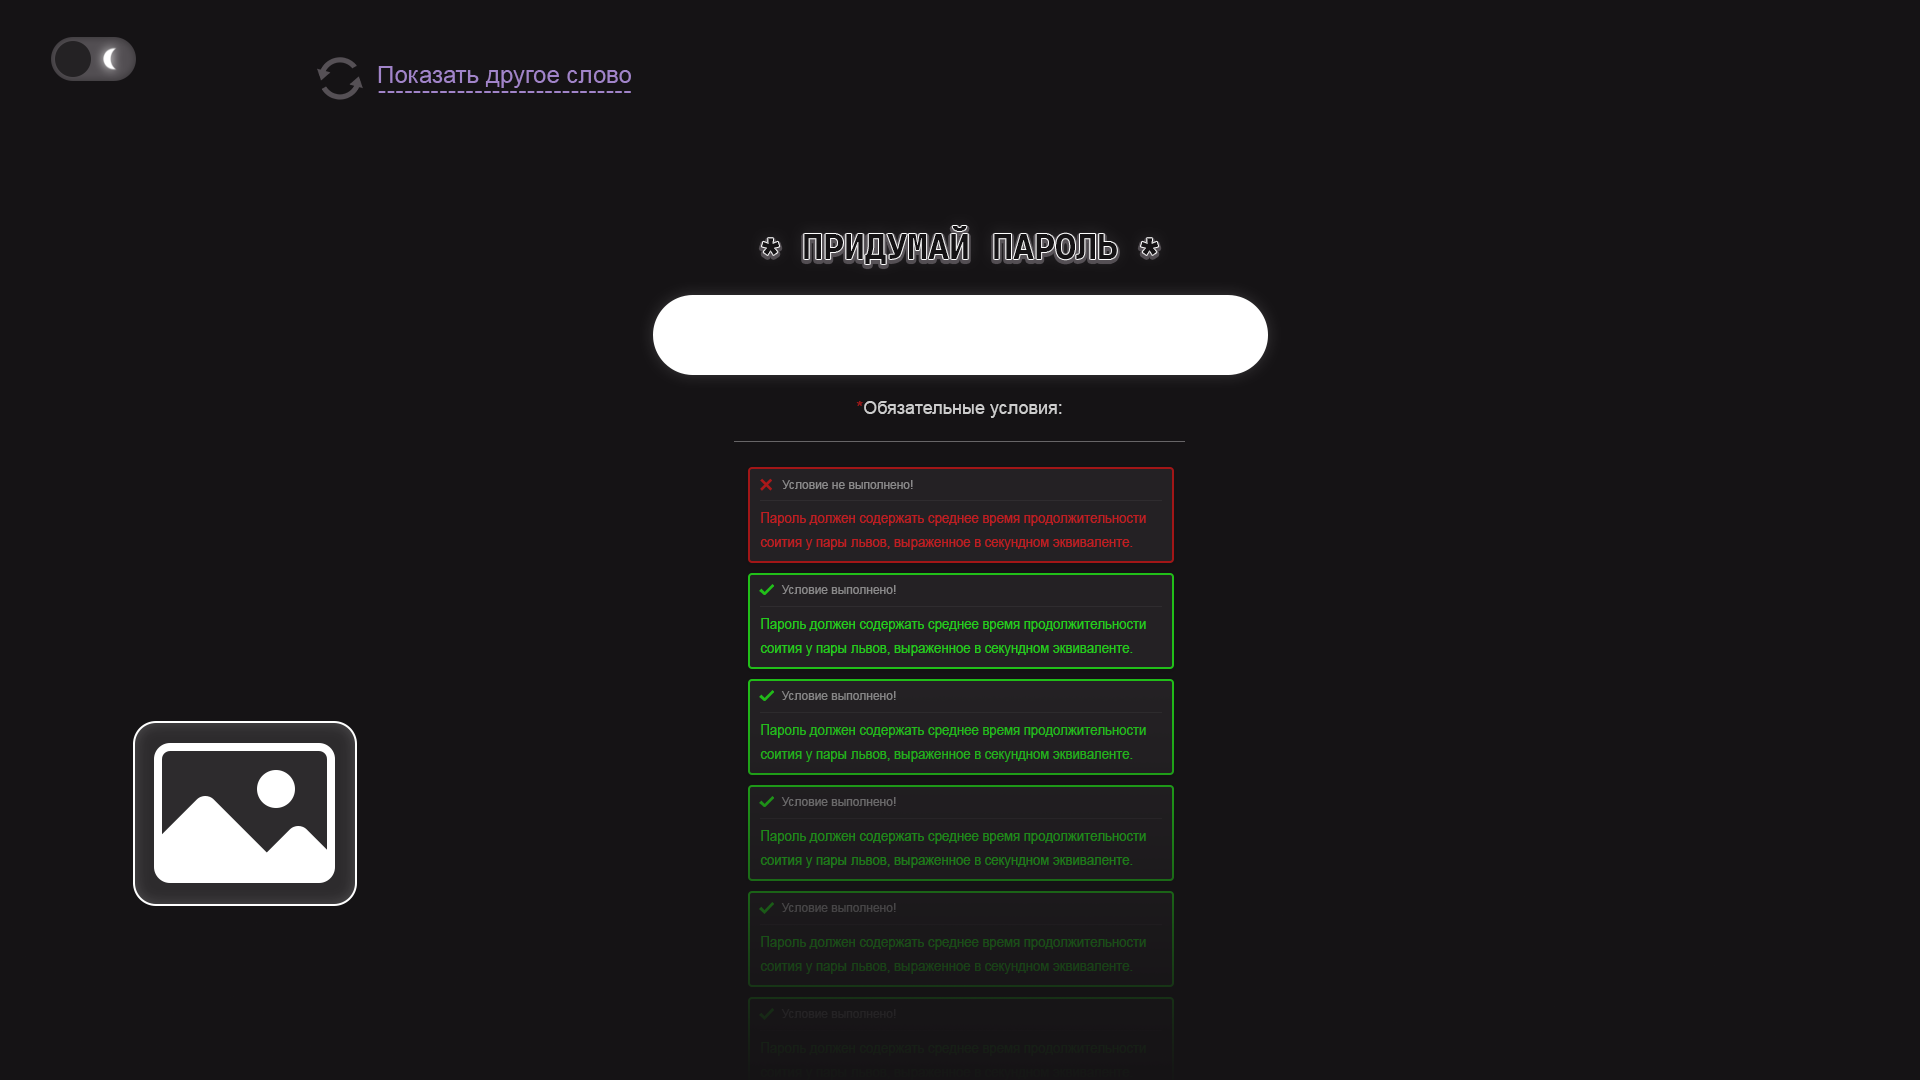 Показать другое слово
* ПРИДУМАЙ ПАРОЛЬ *
*Обязательные условия:
Условие не выполнено!
Пароль должен содержать среднее время продолжительности
соития у пары львов, выраженное в секундном эквиваленте.
Условие выполнено!
Пароль должен содержать среднее время продолжительности
соития у пары львов, выраженное в секундном эквиваленте.
Условие выполнено!
Пароль должен содержать среднее время продолжительности
соития у пары львов, выраженное в секундном эквиваленте.
Условие выполнено!
Пароль должен содержать среднее время продолжительности
соития у пары львов, выраженное в секундном эквиваленте.
Условие выполнено!
Пароль должен содержать среднее время продолжительности
соития у пары львов, выраженное в секундном эквиваленте.
Условие выполнено!
Пароль должен содержать среднее время продолжительности